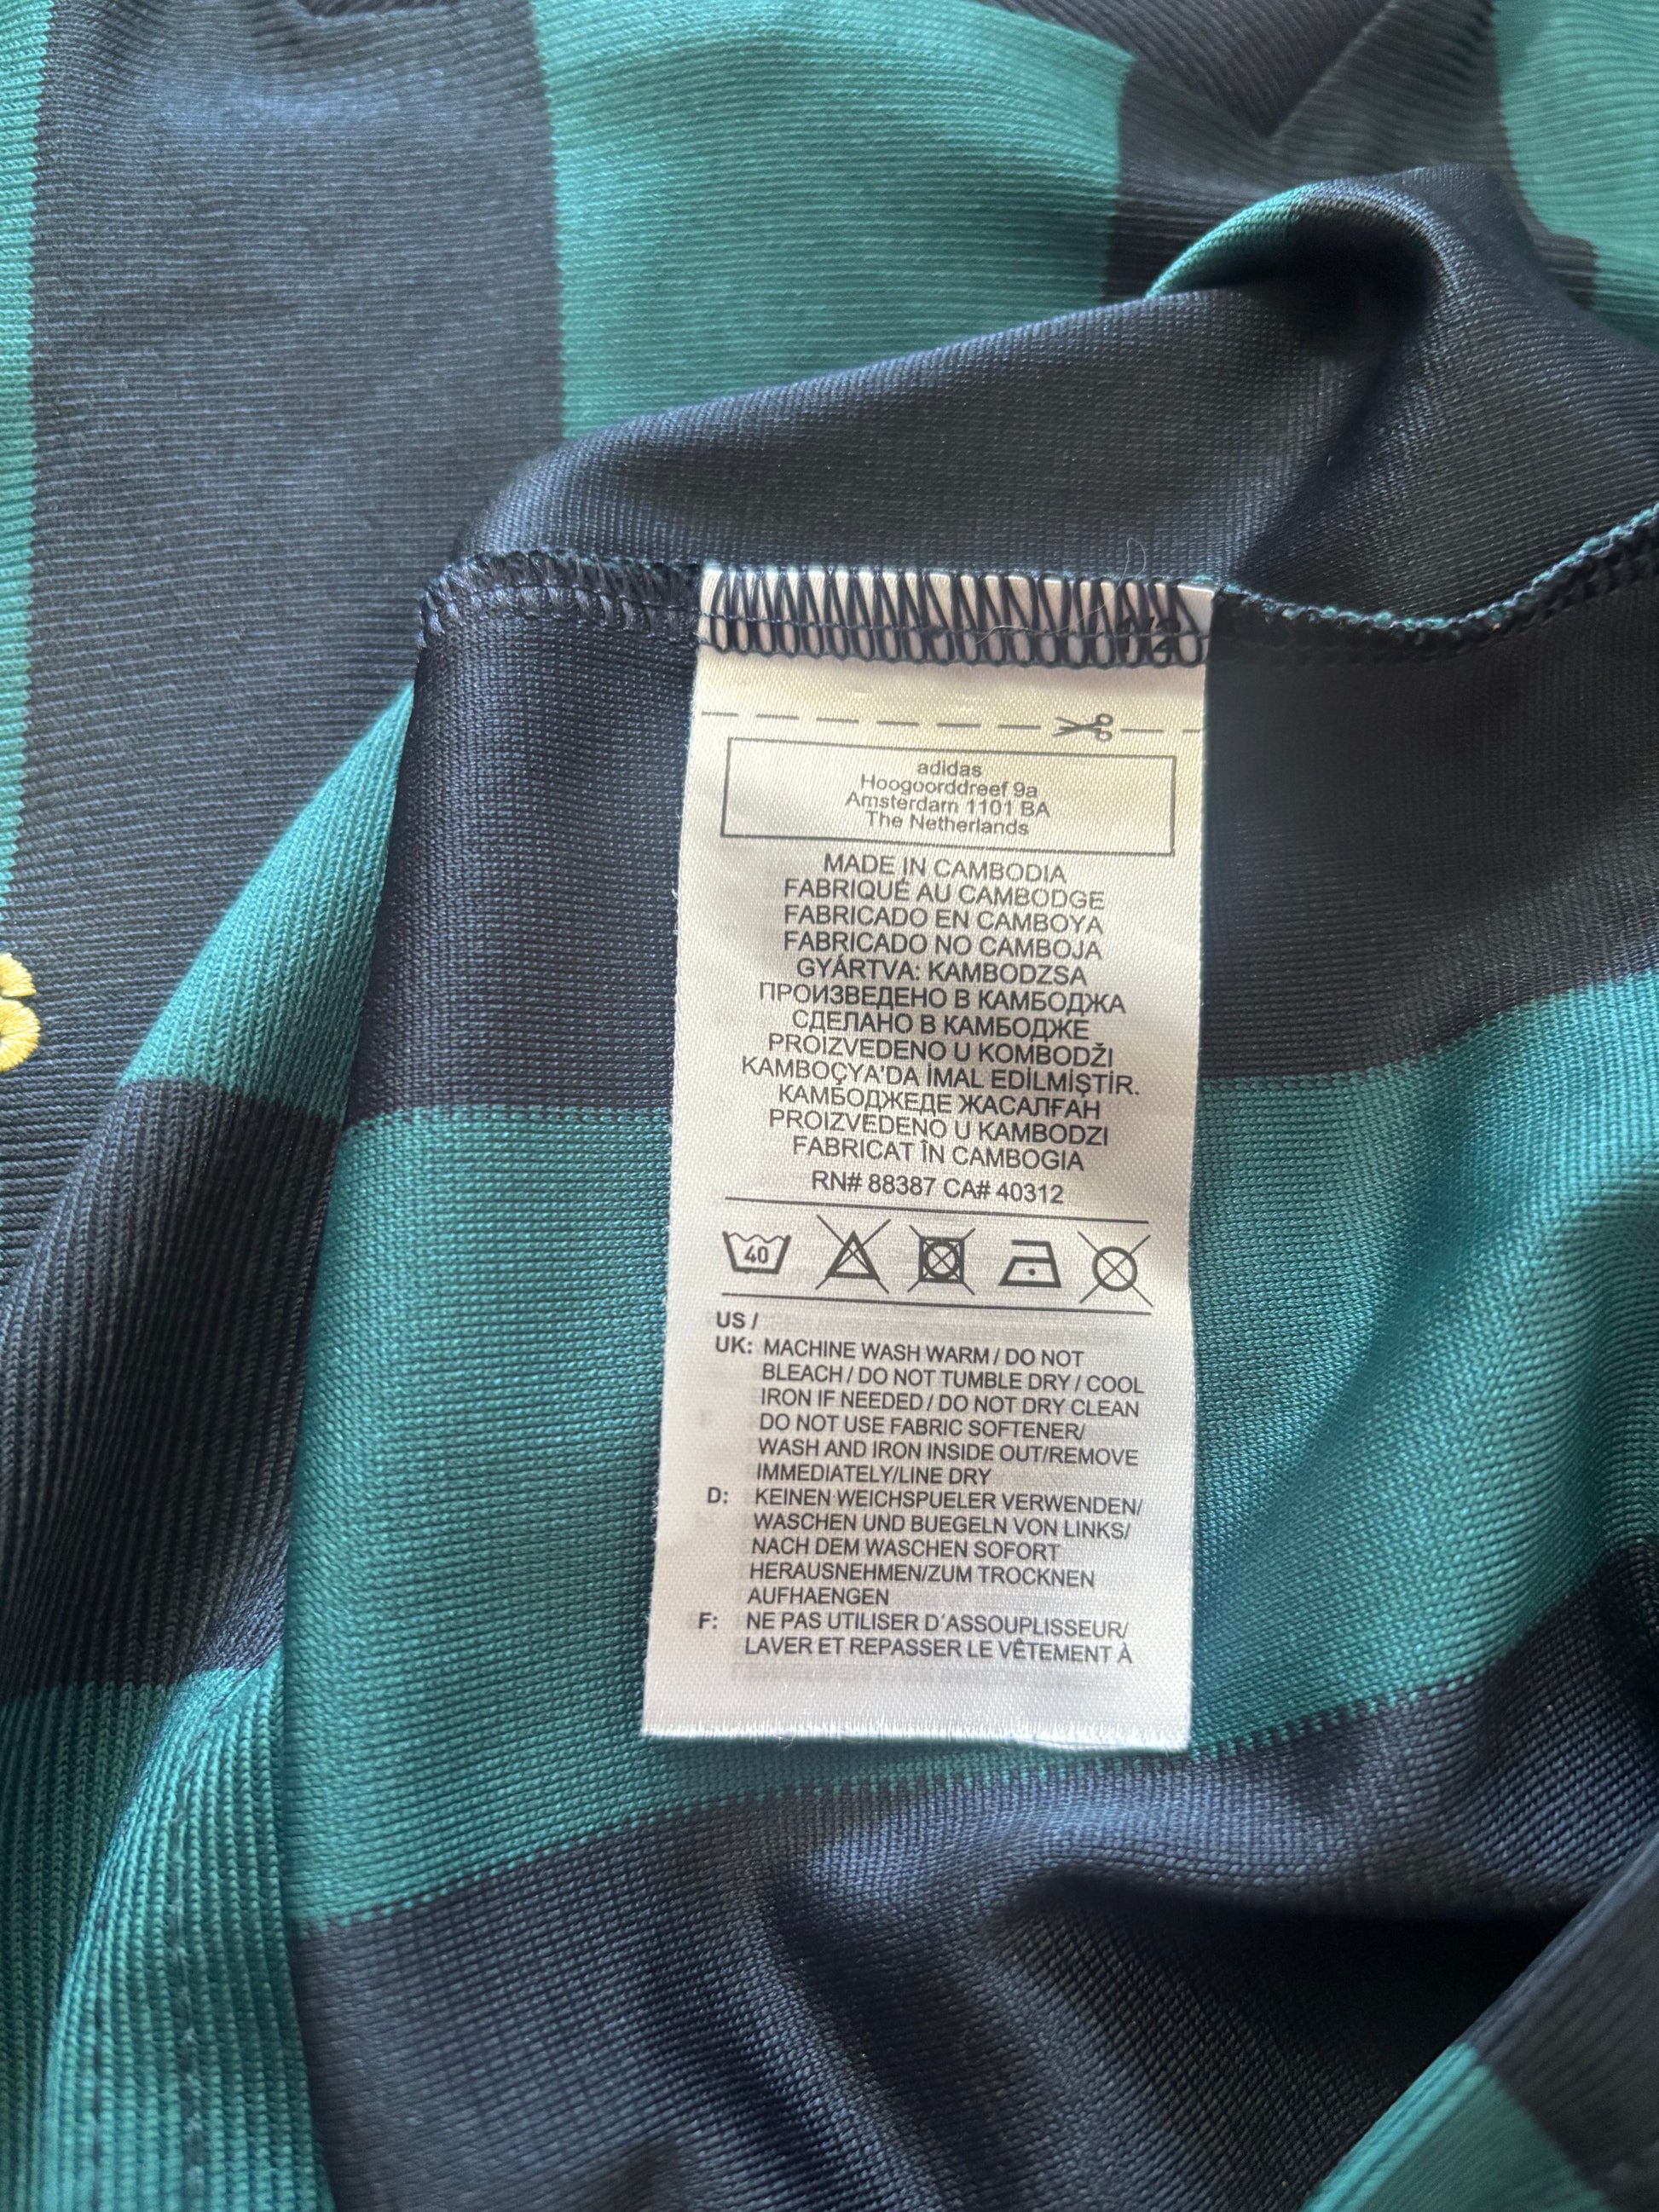 adidas
Hoogoorddreef 9a
Amsterdam 1101 BA
The Netherlands
MADE IN CAMBODIA
FABRIQUÉ AU CAMBODGE
FABRICADO EN CAMBOYA
FABRICADO NO CAMBOJA
GYÁRTVA: KAMBODZSA
ПРОИЗВЕДЕНО В КАМБОДЖА
СДЕЛАНО В КАМБОДЖЕ
PROIZVEDENO U KOMBODŽI
KAMBOÇYA'DA İMAL EDİLMİŞTİR.
КАМБОДЖЕДЕ ЖАСАЛҒАН
PROIZVEDENO U KAMBODZI
FABRICAT ÎN CAMBOGIA
RN# 88387 CA# 40312
40
US /
UK: MACHINE WASH WARM / DO NOT
BLEACH / DO NOT TUMBLE DRY / COOL
IRON IF NEEDED / DO NOT DRY CLEAN
DO NOT USE FABRIC SOFTENER/
WASH AND IRON INSIDE OUT/REMOVE
IMMEDIATELY/LINE DRY
D: KEINEN WEICHSPUELER VERWENDEN/
WASCHEN UND BUEGELN VON LINKS/
NACH DEM WASCHEN SOFORT
HERAUSNEHMEN/ZUM TROCKNEN
AUFHAENGEN
F: NE PAS UTILISER D´ASSOUPLISSEUR/
LAVER ET REPASSER LE VÊTEMENT À